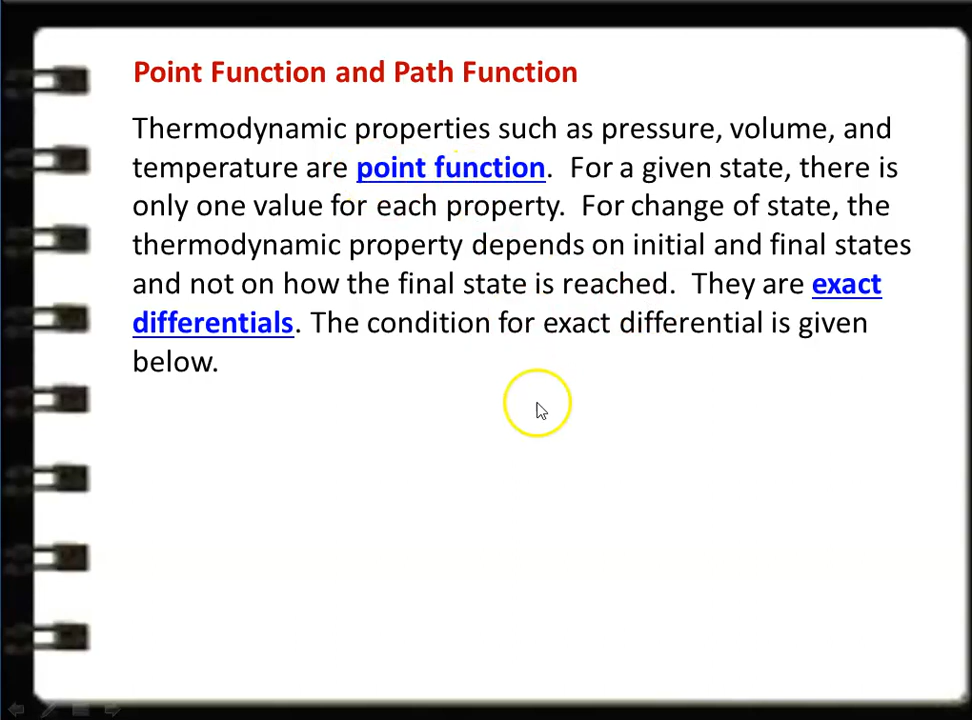 Point Function and Path Function
Thermodynamic properties such as pressure, volume, and
temperature are point function.  For a given state, there is
only one value for each property.  For change of state, the
thermodynamic property depends on initial and final states
and not on how the final state is reached.  They are exact
differentials. The condition for exact differential is given
below.